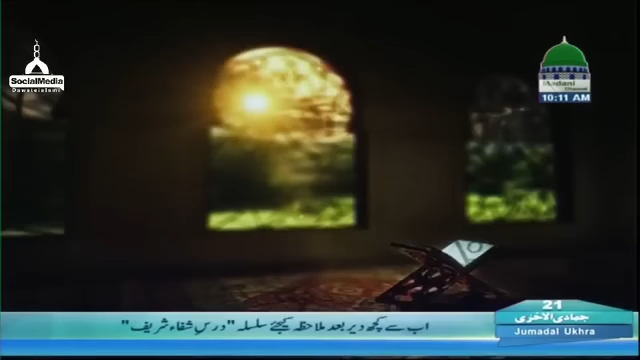 SocialMedia
Dawateislami
Madani
Channel
10:11 AM
21
جمادی الاخریٰ
Jumadal Ukhra
اب سے کچھ دیر بعد ملاحظہ کیجئے سلسلہ "درسِ شفاء شریف"